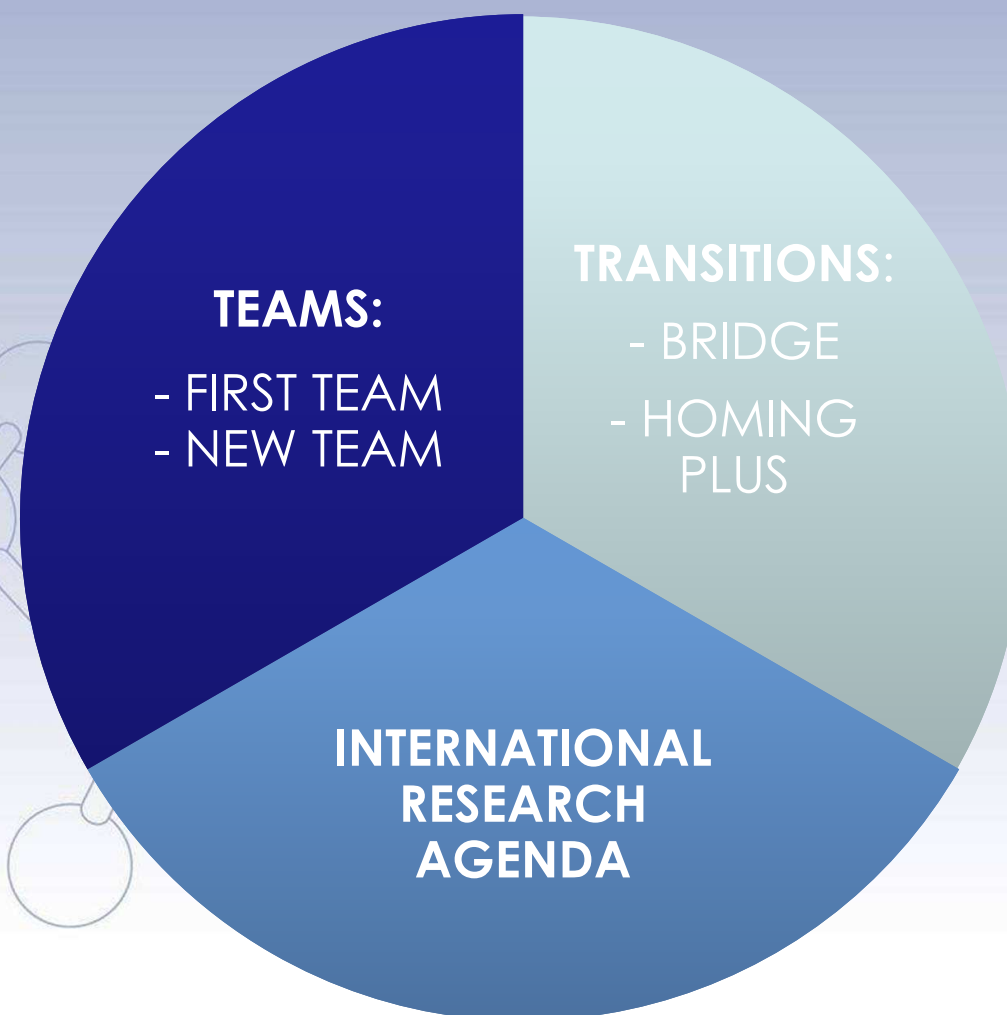 TEAMS:
- FIRST TEAM
- NEW TEAM
TRANSITIONS:
- BRIDGE
- HOMING
PLUS
INTERNATIONAL
RESEARCH
AGENDA